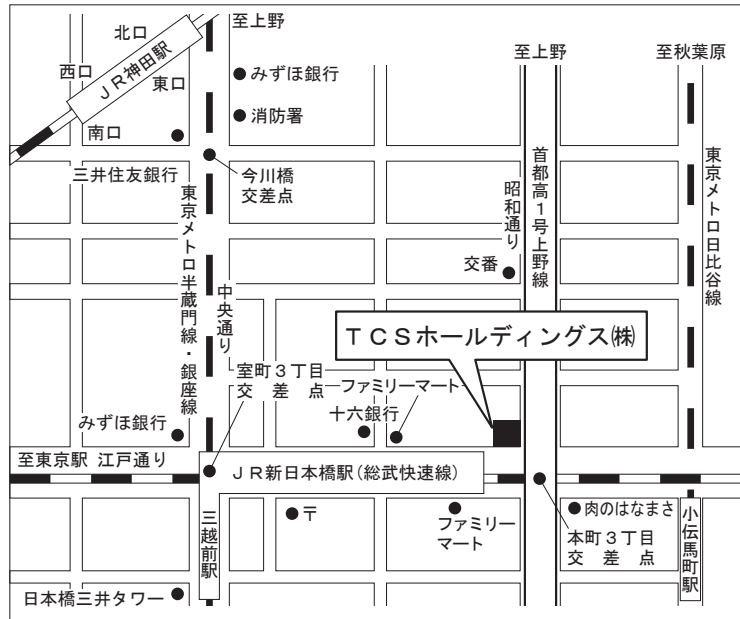 至上野
北口
西口
JR神田駅
東口
南口
みずほ銀行
消防署
三井住友銀行
今川橋
交差点
至上野
至秋葉原
首都高1号上野線
昭和通り
東京メトロ日比谷線
交番
東京メトロ半蔵門線・銀座線
中央通り
TCSホールディングス㈱
室町3丁目
交差点
ファミリーマート
十六銀行
みずほ銀行
至東京駅 江戸通り
JR新日本橋駅(総武快速線)
三越前駅
〒
ファミリー
マート
肉のはなまさ
本町3丁目
交差点
小伝馬町駅
日本橋三井タワー